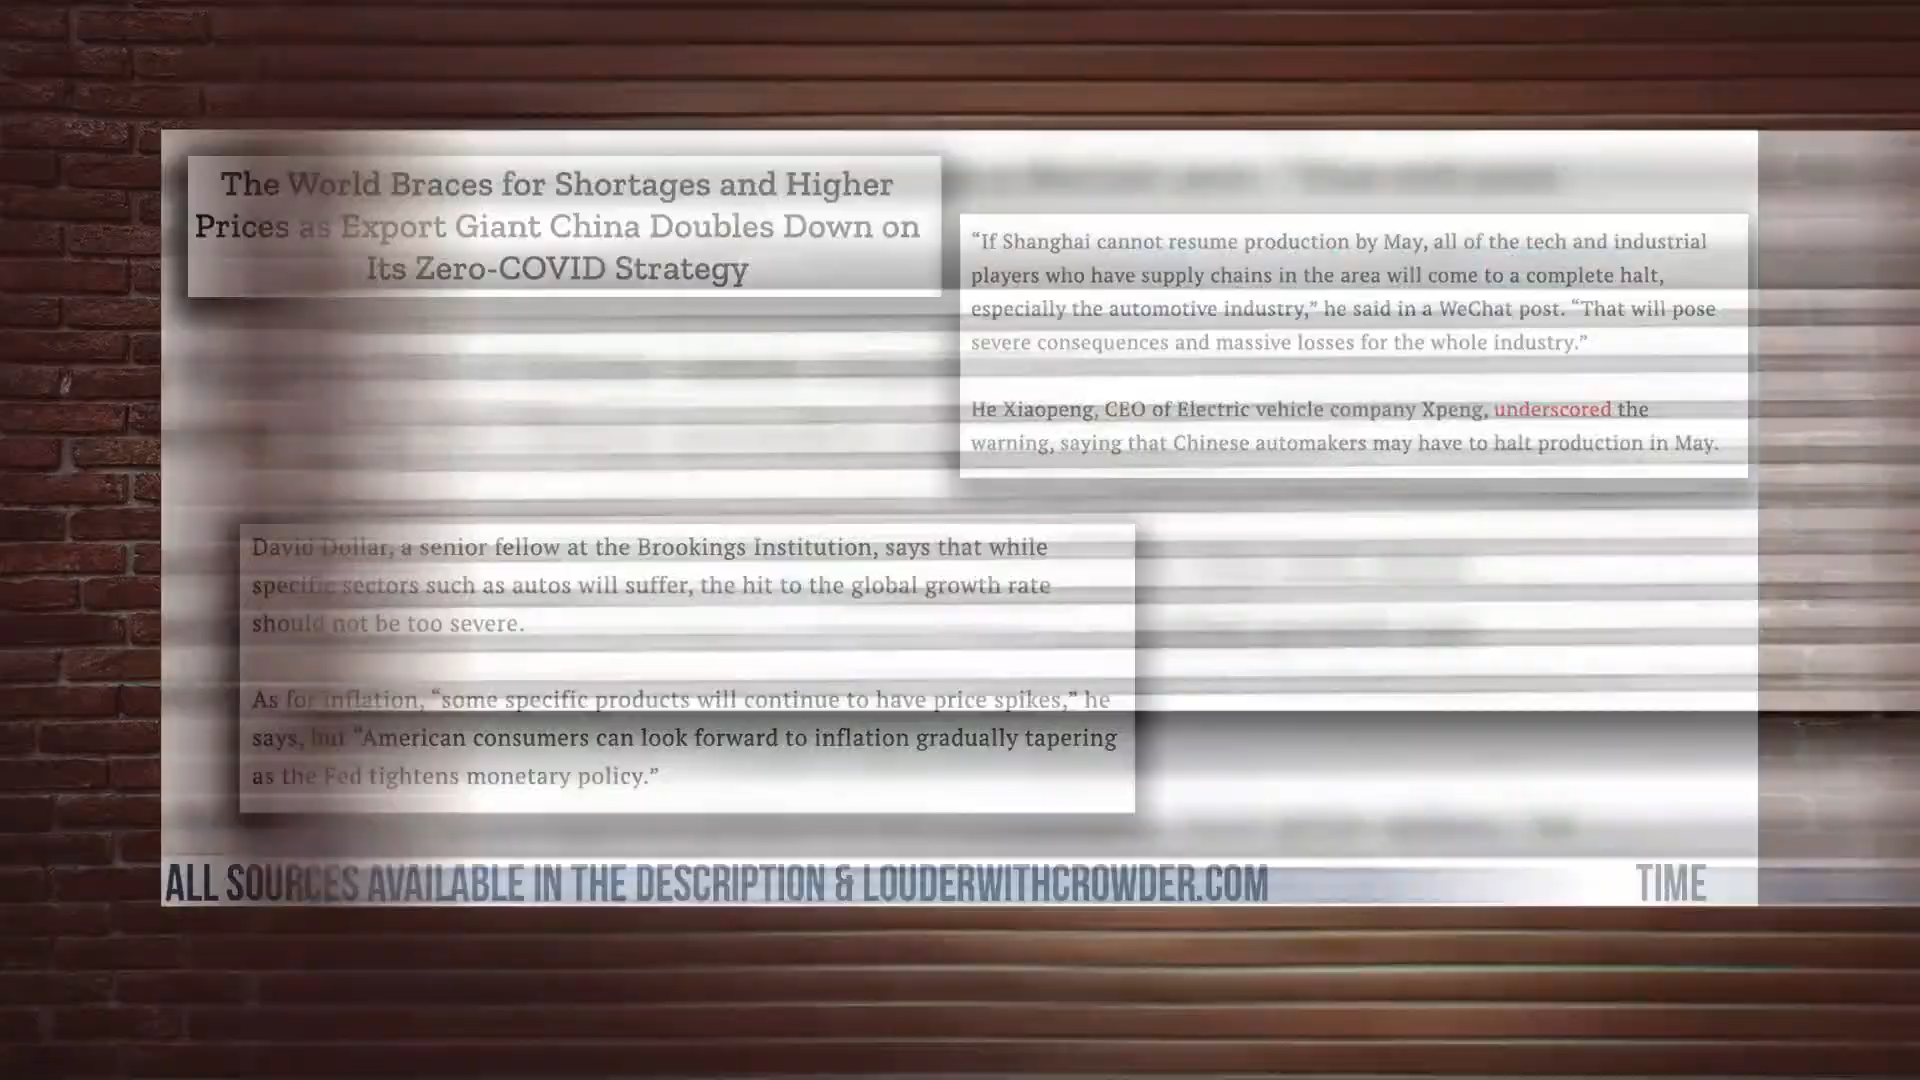 The World Braces for Shortages and Higher
Prices as Export Giant China Doubles Down on
Its Zero-COVID Strategy
“If Shanghai cannot resume production by May, all of the tech and industrial
players who have supply chains in the area will come to a complete halt,
especially the automotive industry,” he said in a WeChat post. “That will pose
severe consequences and massive losses for the whole industry.”
He Xiaopeng, CEO of Electric vehicle company Xpeng, underscored the
warning, saying that Chinese automakers may have to halt production in May.
David Dollar, a senior fellow at the Brookings Institution, says that while
specific sectors such as autos will suffer, the hit to the global growth rate
should not be too severe.
As for inflation, “some specific products will continue to have price spikes,” he
says, but “American consumers can look forward to inflation gradually tapering
as the Fed tightens monetary policy.”
ALL SOURCES AVAILABLE IN THE DESCRIPTION & LOUDERWITHCROWDER.COM
TIME